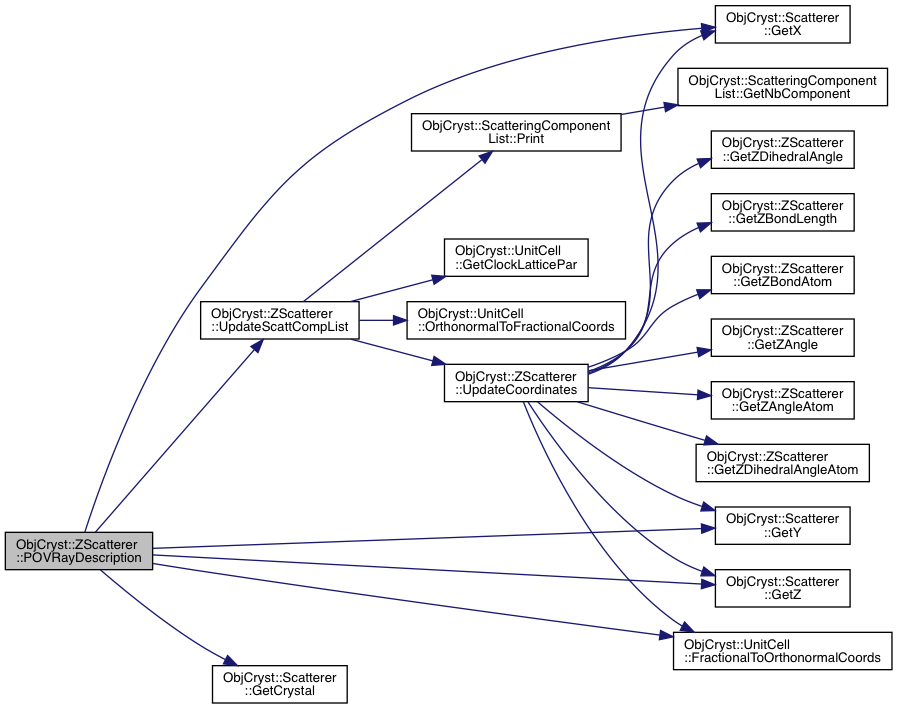 ObjCryst::Scatterer
::GetX
ObjCryst::ScatteringComponent
List::GetNbComponent
ObjCryst::ScatteringComponent
List::Print
ObjCryst::ZScatterer
::GetZDihedralAngle
ObjCryst::ZScatterer
::GetZBondLength
ObjCryst::UnitCell
::GetClockLatticePar
ObjCryst::ZScatterer
::GetZBondAtom
ObjCryst::ZScatterer
::UpdateScattCompList
ObjCryst::UnitCell
::OrthonormalToFractionalCoords
ObjCryst::ZScatterer
::GetZAngle
ObjCryst::ZScatterer
::UpdateCoordinates
ObjCryst::ZScatterer
::GetZAngleAtom
ObjCryst::ZScatterer
::GetZDihedralAngleAtom
ObjCryst::Scatterer
::GetY
ObjCryst::ZScatterer
::POVRayDescription
ObjCryst::Scatterer
::GetZ
ObjCryst::UnitCell
::FractionalToOrthonormalCoords
ObjCryst::Scatterer
::GetCrystal